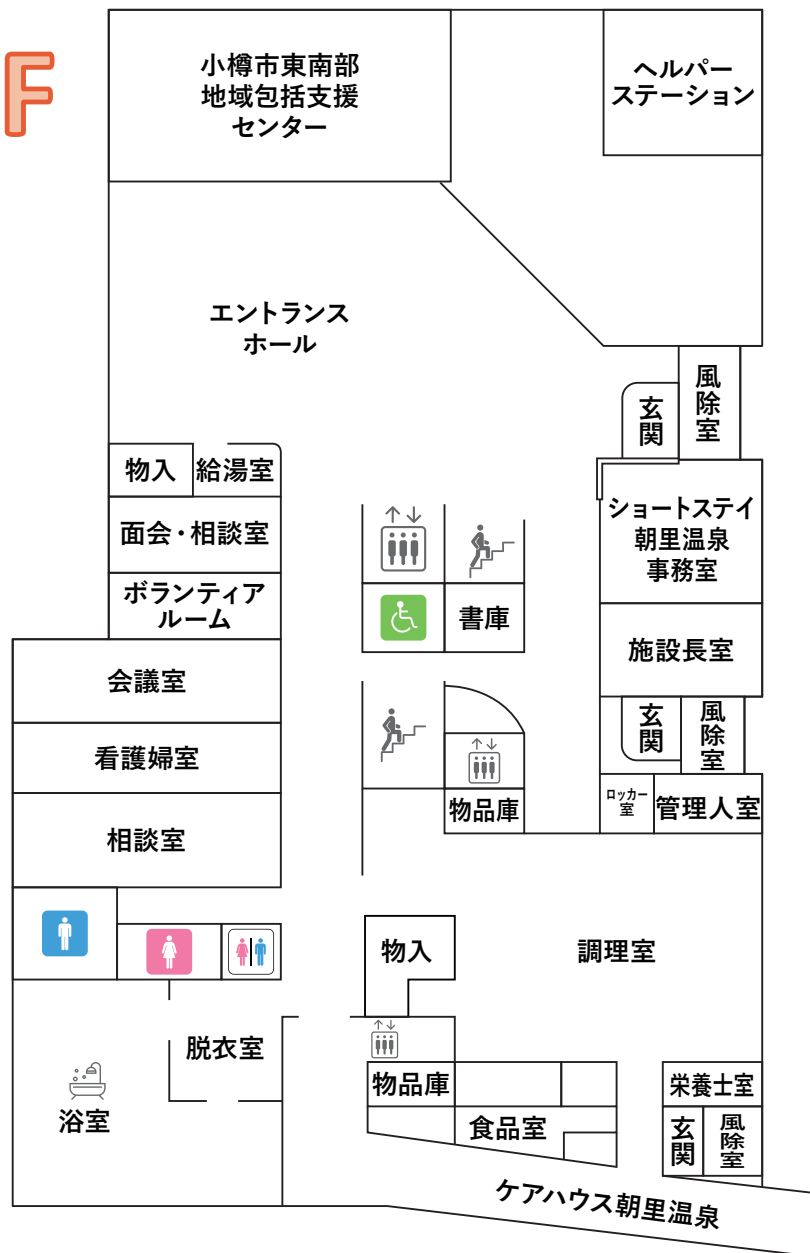 F
小樽市東南部
地域包括支援
センター
ヘルパー
ステーション
エントランス
ホール
風除室
玄関
物入
給湯室
面会・相談室
ボランティア
ルーム
ショートステイ
朝里温泉
事務室
書庫
施設長室
会議室
看護婦室
相談室
玄関
風除室
物品庫
ロッカー
室
管理人室
物入
調理室
脱衣室
浴室
物品庫
食品室
栄養士室
玄関
風除室
ケアハウス朝里温泉